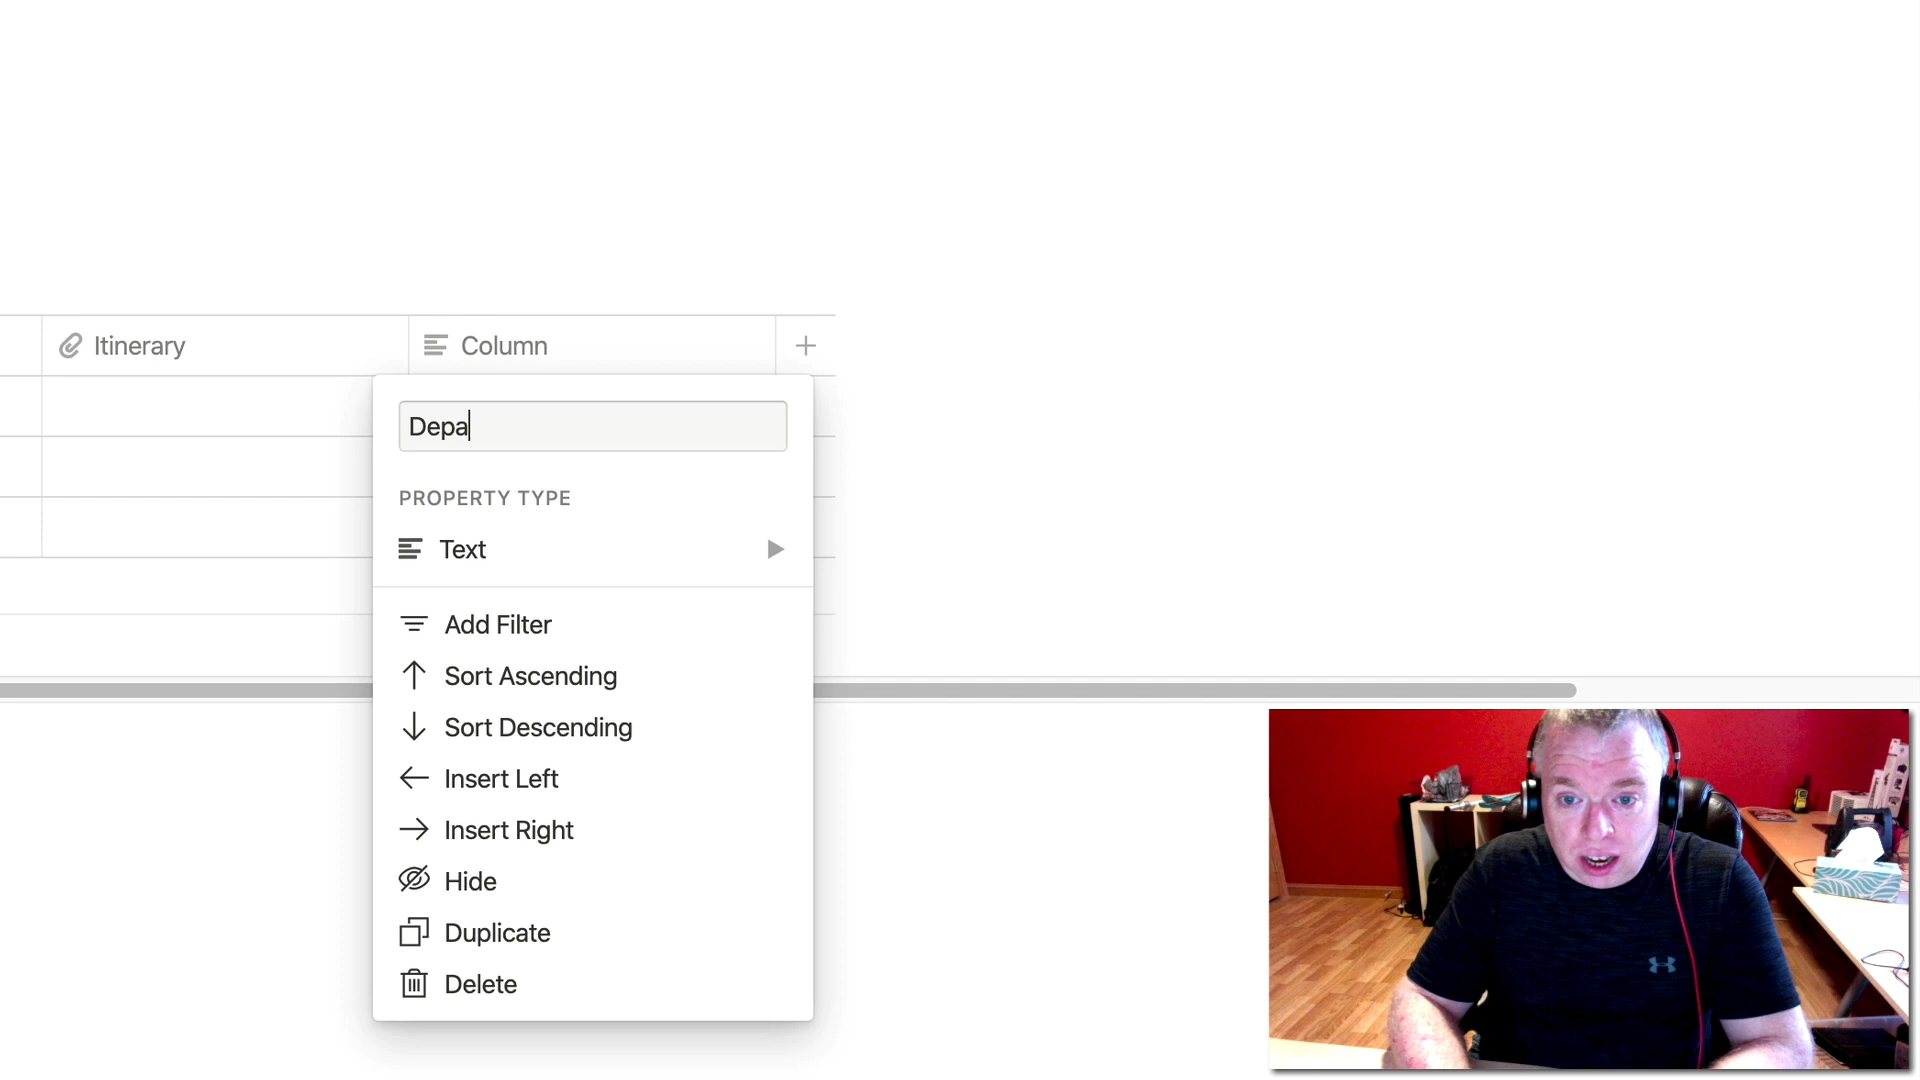 Itinerary
Column
Depa
PROPERTY TYPE
Text
Add Filter
Sort Ascending
Sort Descending
Insert Left
Insert Right
Hide
Duplicate
Delete